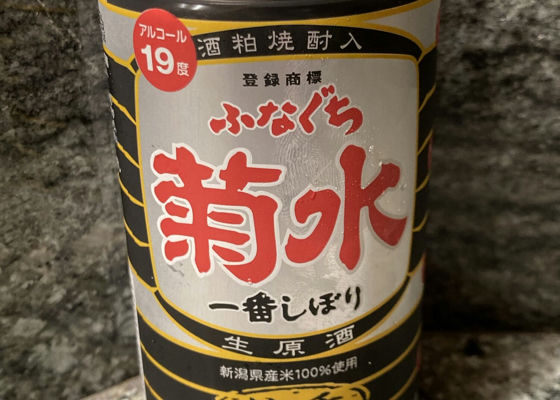 アルコール
19度
酒粕焼酎入
登録商標
ふなぐち
菊水
一番しぼり
生原酒
新潟県産米100%使用